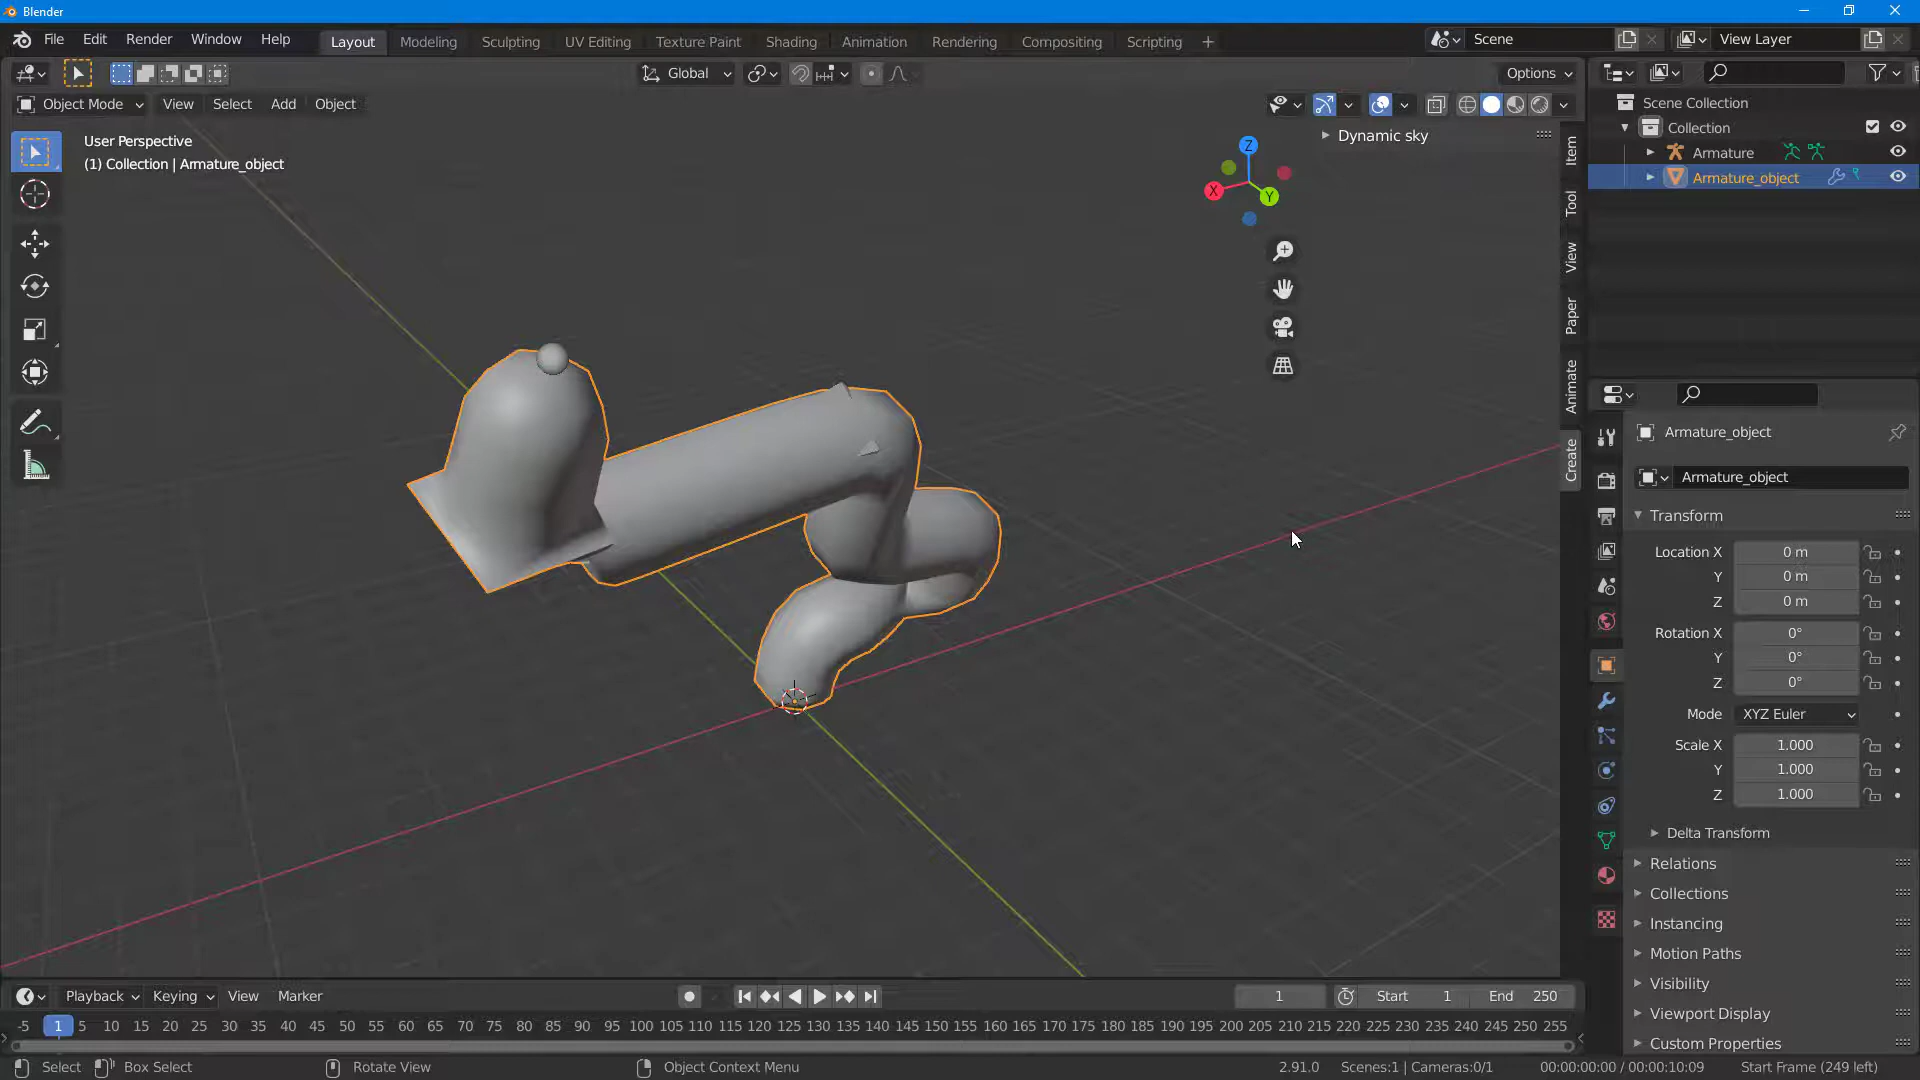 Blender
File Edit Render Window Help Layout Modeling Sculpting UV Editing Texture Paint Shading Animation Rendering Compositing Scripting Scene View Layer
Global Options
Object Mode View Select Add Object
User Perspective
(1) Collection | Armature_object
Dynamic sky
X
Y
Z
Item
Tool
View
Paper
Animate
Create
Scene Collection
Collection
Armature
Armature_object
Armature_object
Armature_object
Transform
Location X 0 m
Y 0 m
Z 0 m
Rotation X 0°
Y 0°
Z 0°
Mode XYZ Euler
Scale X 1.000
Y 1.000
Z 1.000
Delta Transform
Relations
Collections
Instancing
Motion Paths
Visibility
Viewport Display
Custom Properties
Playback Keying View Marker 1 Start 1 End 250
-5 1 5 10 15 20 25 30 35 40 45 50 55 60 65 70 75 80 85 90 95 100 105 110 115 120 125 130 135 140 145 150 155 160 165 170 175 180 185 190 195 200 205 210 215 220 225 230 235 240 245 250 255
Select Box Select Rotate View Object Context Menu 2.91.0 Scenes:1 | Cameras:0/1 00:00:00:00 / 00:00:10:09 Start Frame (249 left)